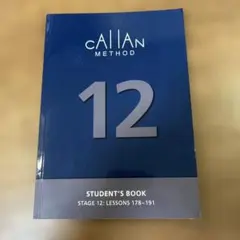 CALLAN
METHOD
12
STUDENT'S BOOK
STAGE 12: LESSONS 178-191